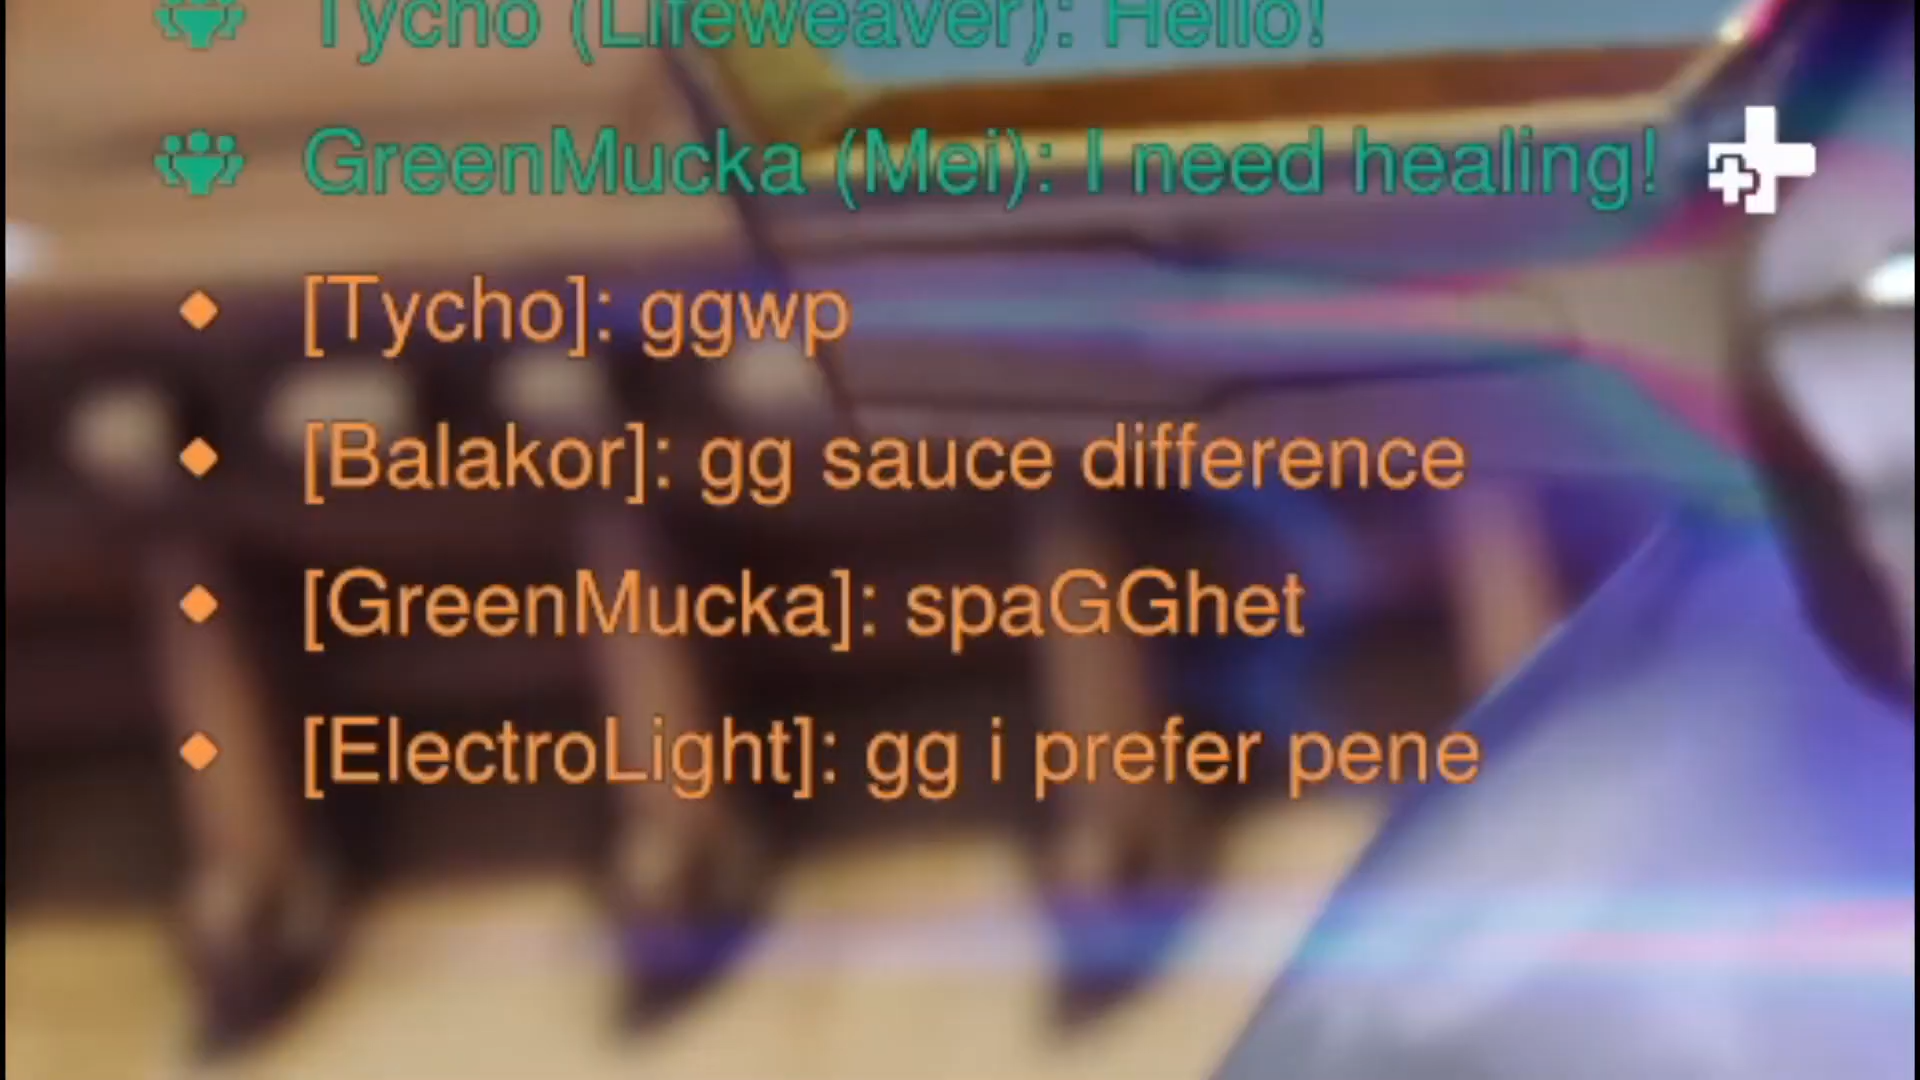 Tycho (Lifeweaver): Hello!
GreenMucka (Mei): I need healing!
[Tycho]: ggwp
[Balakor]: gg sauce difference
[GreenMucka]: spaGGhet
[ElectroLight]: gg i prefer pene